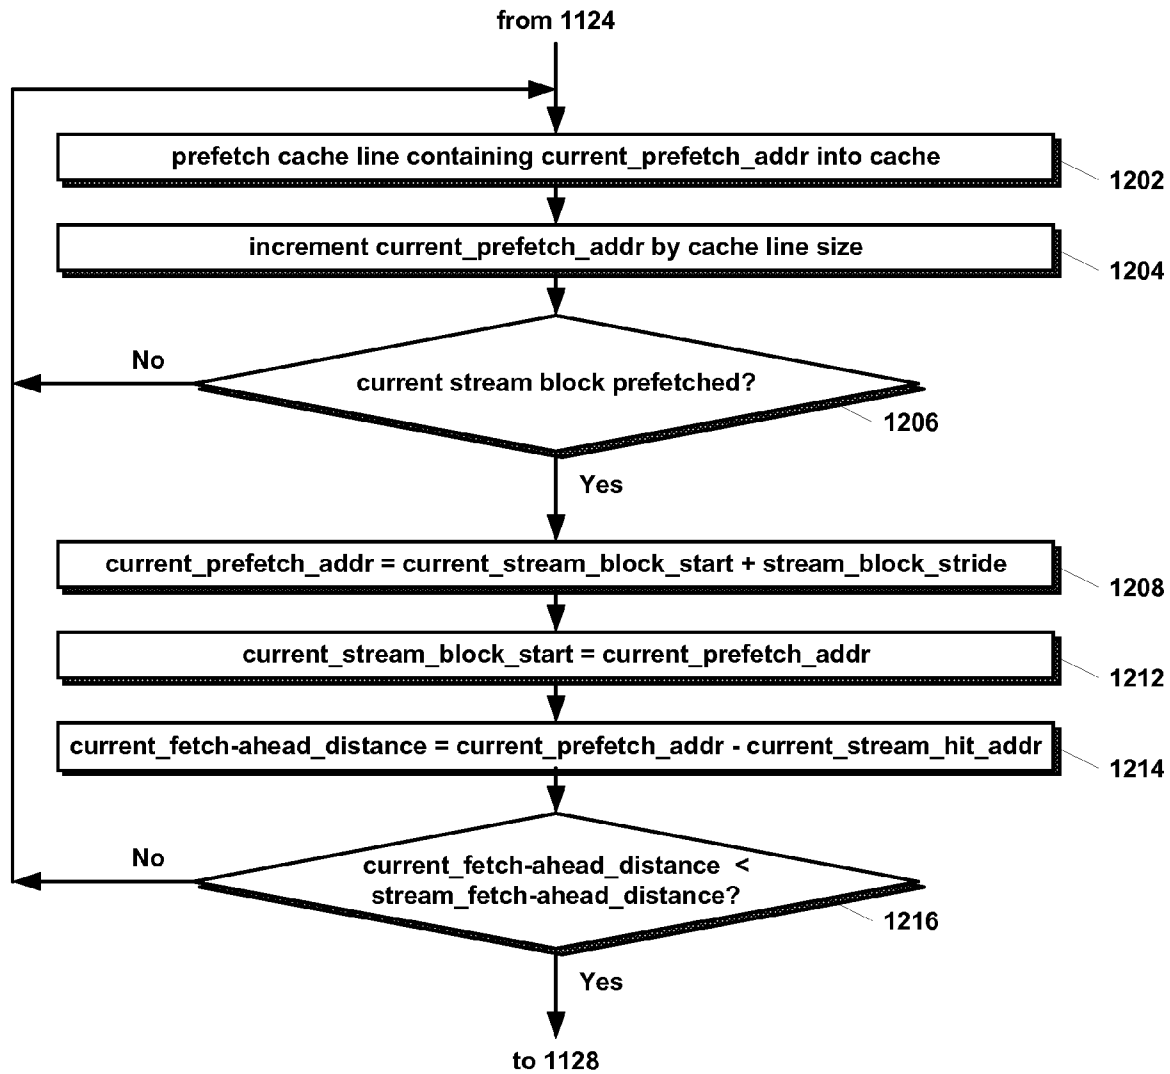 from 1124
prefetch cache line containing current_prefetch_addr into cache
1202
increment current_prefetch_addr by cache line size
1204
No
current stream block prefetched?
1206
Yes
current_prefetch_addr = current_stream_block_start + stream_block_stride
1208
current_stream_block_start = current_prefetch_addr
1212
current_fetch-ahead_distance = current_prefetch_addr - current_stream_hit_addr
1214
No
current_fetch-ahead_distance <
stream_fetch-ahead_distance?
1216
Yes
to 1128